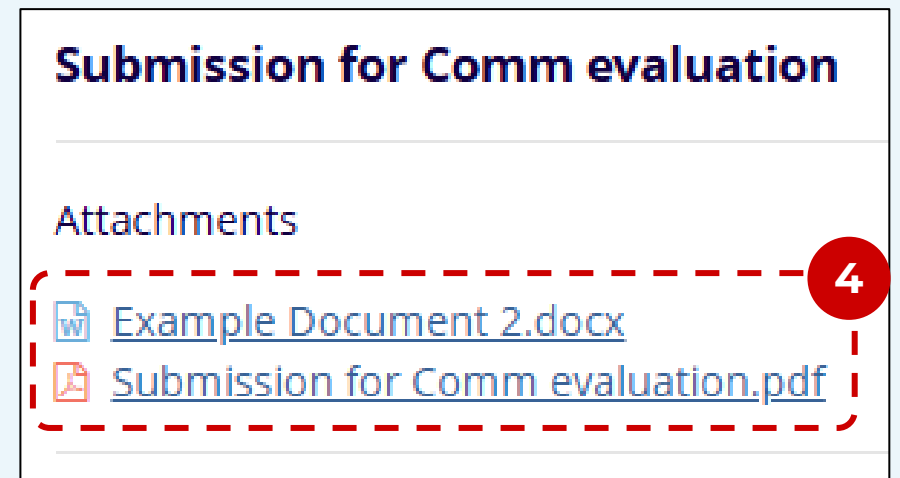 Submission for Comm evaluation
Attachments
4
W Example Document 2.docx
Submission for Comm evaluation.pdf